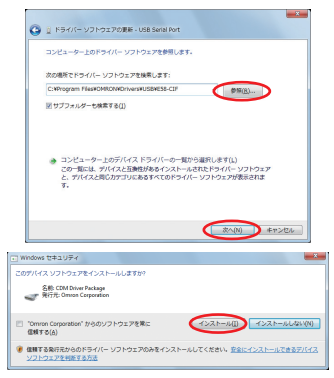 ドライバー ソフトウェアの更新 - USB Serial Port
コンピューター上のドライバー ソフトウェアを参照します。
次の場所でドライバー ソフトウェアを検索します:
C:¥Program Files¥OMRON¥Drivers¥USB¥E58-CIF
参照(R)...
サブフォルダーも検索する(I)
コンピューター上のデバイス ドライバーの一覧から選択します(L)
この一覧には、デバイスと互換性があるインストールされたドライバー ソフトウェア
と、デバイスと同じカテゴリにあるすべてのドライバー ソフトウェアが表示されま
す。
次へ(N)
キャンセル
Windows セキュリティ
このデバイス ソフトウェアをインストールしますか?
名前: CDM Driver Package
発行元: Omron Corporation
"Omron Corporation" からのソフトウェアを常に
信頼する(A)
インストール(I)
インストールしない(N)
信頼する発行元からのドライバー ソフトウェアのみをインストールしてください。安全にインストールできるデバイス
ソフトウェアを判断する方法